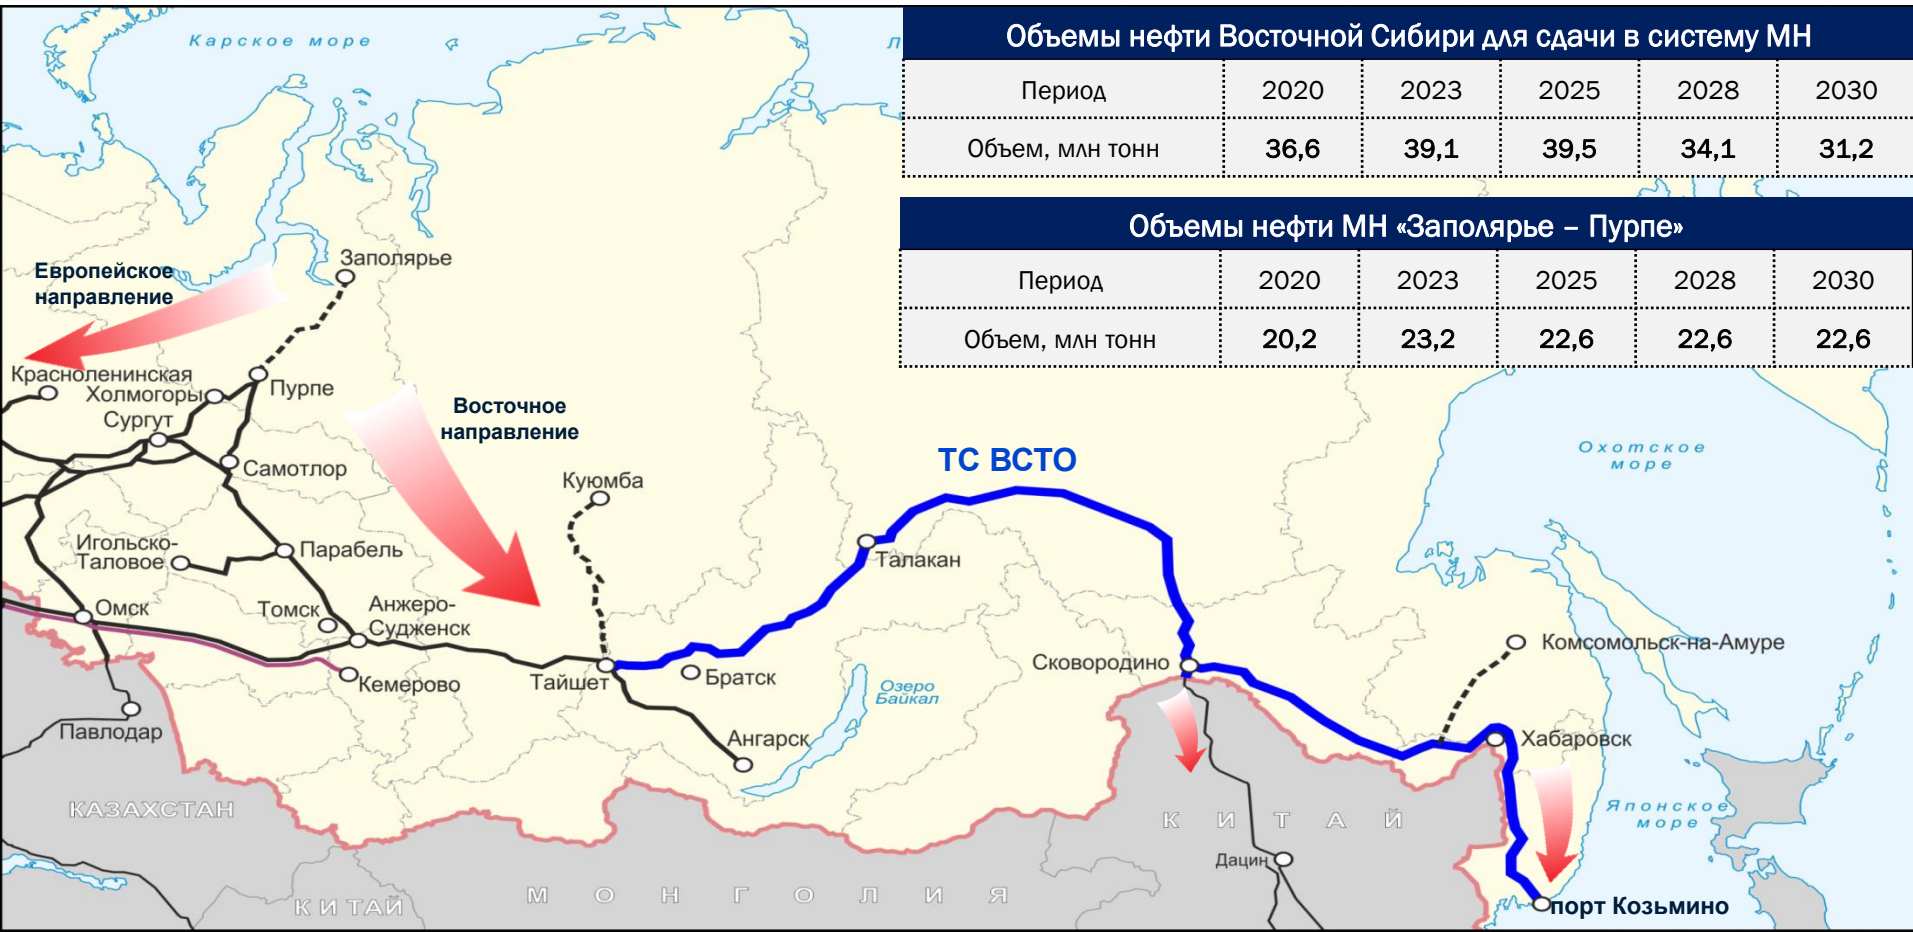 Карское море
Л
Объемы нефти Восточной Сибири для сдачи в систему МН
Период 2020 2023 2025 2028 2030
Объем, млн тонн 36,6 39,1 39,5 34,1 31,2
Объемы нефти МН «Заполярье – Пурпе»
Период 2020 2023 2025 2028 2030
Объем, млн тонн 20,2 23,2 22,6 22,6 22,6
Заполярье
Европейское
направление
Красноленинская
Холмогоры
Пурпе
Сургут
Восточное
направление
Самотлор
ТС ВСТО
Охотское
море
Куюмба
Игольско-
Таловое
Парабель
Талакан
Омск
Томск
Анжеро-
Судженск
Кемерово
Тайшет
Братск
Озеро
Байкал
Сковородино
Комсомольск-на-Амуре
Павлодар
Ангарск
Хабаровск
КАЗАХСТАН
КИТАЙ
Японское
море
Дацин
КИТАЙ
МОНГОЛИЯ
порт Козьмино